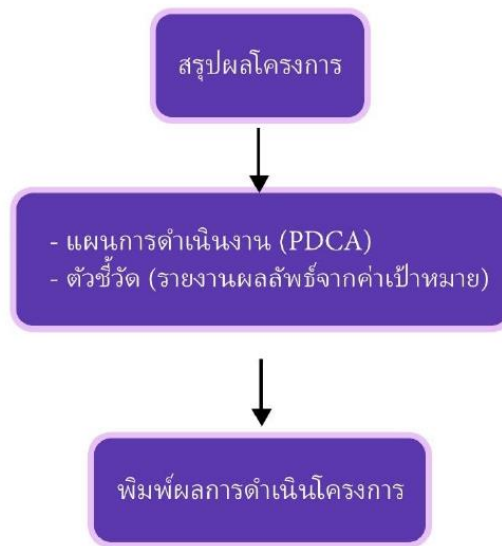 สรุปผลโครงการ
- แผนการดำเนินงาน (PDCA)
- ตัวชี้วัด (รายงานผลลัพธ์จากค่าเป้าหมาย)
พิมพ์ผลการดำเนินโครงการ